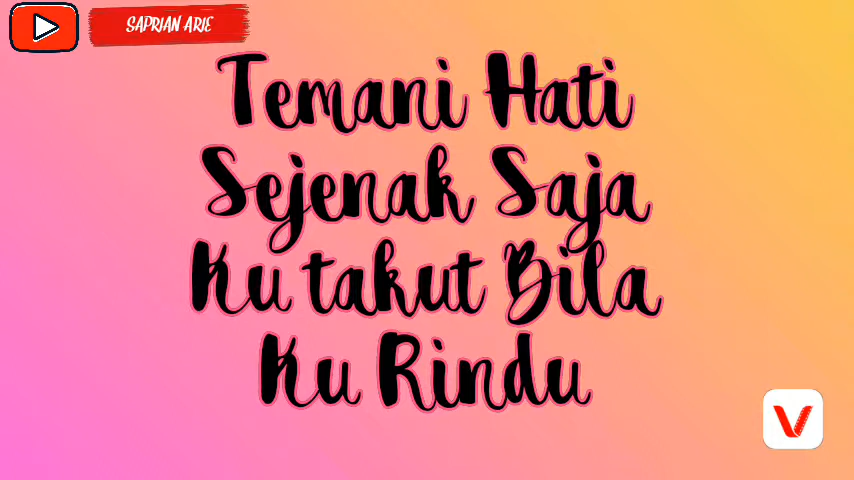 SAPRIAN ARIE
Temani Hati
Sejenak Saja
Ku takut Bila
Ku Rindu